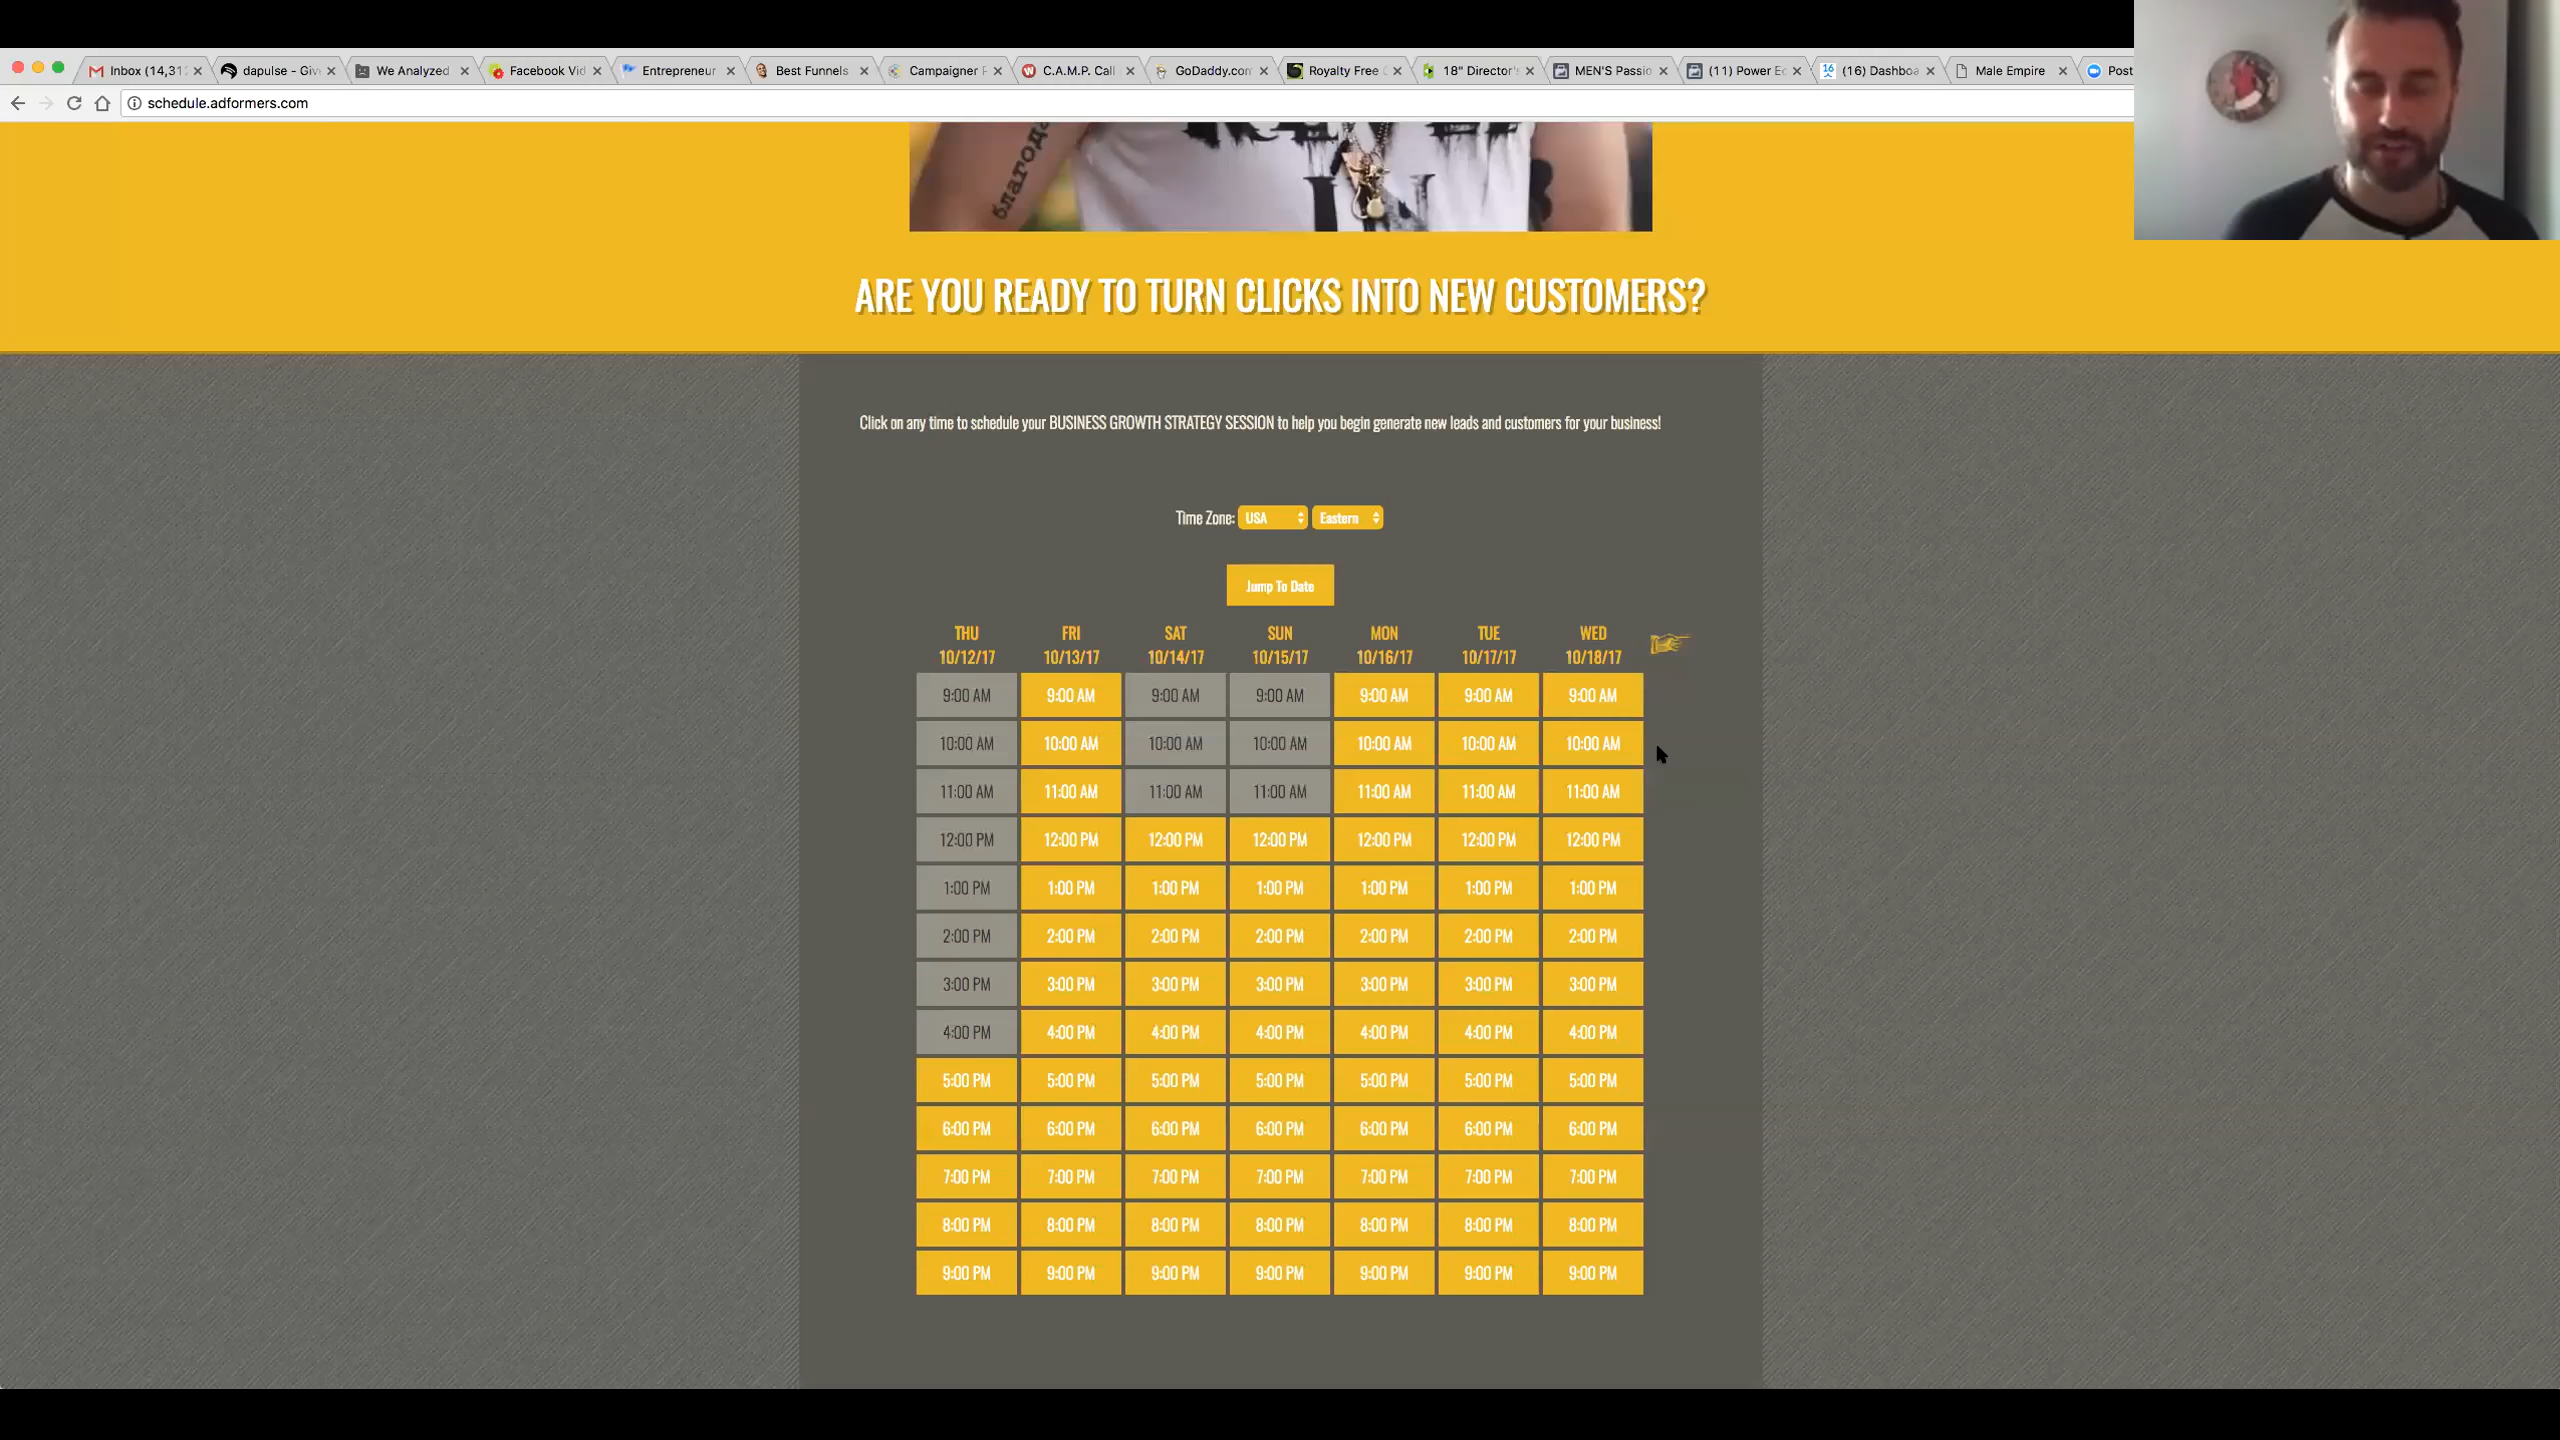 Inbox (14,31
dapulse - Giv
We Analyzed
Facebook Vid
Entrepreneur
Best Funnels
Campaigner
C.A.M.P. Call
GoDaddy.com
Royalty Free
18" Director's
MEN'S Passio
(11) Power Ed
16
(16) Dashboa
Male Empire
Post
schedule.adformers.com
благода
ARE YOU READY TO TURN CLICKS INTO NEW CUSTOMERS?
Click on any time to schedule your BUSINESS GROWTH STRATEGY SESSION to help you begin generate new leads and customers for your business!
Time Zone: USA Eastern
Jump To Date
THU FRI SAT SUN MON TUE WED
10/12/17 10/13/17 10/14/17 10/15/17 10/16/17 10/17/17 10/18/17
9:00 AM 9:00 AM 9:00 AM 9:00 AM 9:00 AM 9:00 AM 9:00 AM
10:00 AM 10:00 AM 10:00 AM 10:00 AM 10:00 AM 10:00 AM 10:00 AM
11:00 AM 11:00 AM 11:00 AM 11:00 AM 11:00 AM 11:00 AM 11:00 AM
12:00 PM 12:00 PM 12:00 PM 12:00 PM 12:00 PM 12:00 PM 12:00 PM
1:00 PM 1:00 PM 1:00 PM 1:00 PM 1:00 PM 1:00 PM 1:00 PM
2:00 PM 2:00 PM 2:00 PM 2:00 PM 2:00 PM 2:00 PM 2:00 PM
3:00 PM 3:00 PM 3:00 PM 3:00 PM 3:00 PM 3:00 PM 3:00 PM
4:00 PM 4:00 PM 4:00 PM 4:00 PM 4:00 PM 4:00 PM 4:00 PM
5:00 PM 5:00 PM 5:00 PM 5:00 PM 5:00 PM 5:00 PM 5:00 PM
6:00 PM 6:00 PM 6:00 PM 6:00 PM 6:00 PM 6:00 PM 6:00 PM
7:00 PM 7:00 PM 7:00 PM 7:00 PM 7:00 PM 7:00 PM 7:00 PM
8:00 PM 8:00 PM 8:00 PM 8:00 PM 8:00 PM 8:00 PM 8:00 PM
9:00 PM 9:00 PM 9:00 PM 9:00 PM 9:00 PM 9:00 PM 9:00 PM